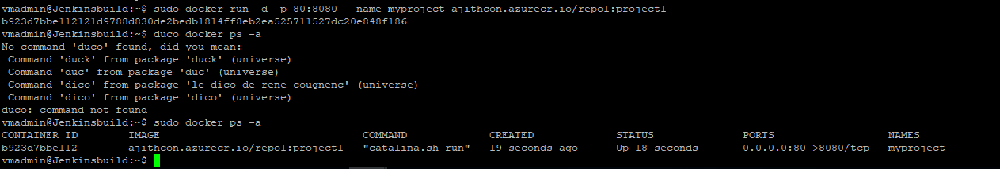 vmadmin@Jenkinsbuild:~$ sudo docker run -d -p 80:8080 --name myproject ajithcon.azurecr.io/repo1:project1
b923d7bbe112121d9788d830de2bedb1814ff8eb2ea525711527dc20e848f186
vmadmin@Jenkinsbuild:~$ duco docker ps -a
No command 'duco' found, did you mean:
 Command 'duck' from package 'duck' (universe)
 Command 'duc' from package 'duc' (universe)
 Command 'dico' from package 'le-dico-de-rene-cougnenc' (universe)
 Command 'dico' from package 'dico' (universe)
duco: command not found
vmadmin@Jenkinsbuild:~$ sudo docker ps -a
CONTAINER ID        IMAGE                                COMMAND             CREATED             STATUS              PORTS                  NAMES
b923d7bbe112        ajithcon.azurecr.io/repo1:project1   "catalina.sh run"   19 seconds ago      Up 18 seconds       0.0.0.0:80->8080/tcp   myproject
vmadmin@Jenkinsbuild:~$